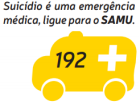 Suicídio é uma emergência
médica, ligue para o SAMU.
192